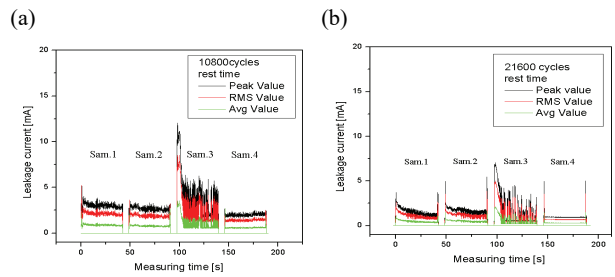 (a)
20
15
10
5
0
Leakage current [mA]
10800cycles
rest time
Peak Value
RMS Value
Avg Value
Sam.1
Sam.2
Sam.3
Sam.4
0
50
100
150
200
Measuring time [s]
(b)
20
15
10
5
0
Leakage current [mA]
21600 cycles
rest time
Peak value
RMS Value
Avg Value
Sam.1
Sam.2
Sam.3
Sam.4
0
50
100
150
200
Measuring time [s]